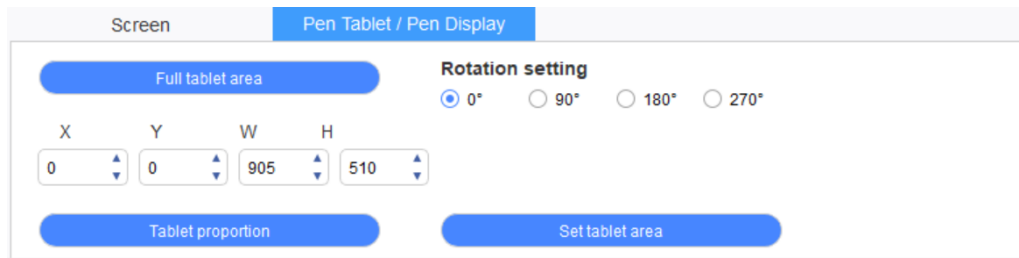 Screen Pen Tablet / Pen Display
Full tablet area
Rotation setting
0° 90° 180° 270°
X Y W H
0 0 905 510
Tablet proportion Set tablet area